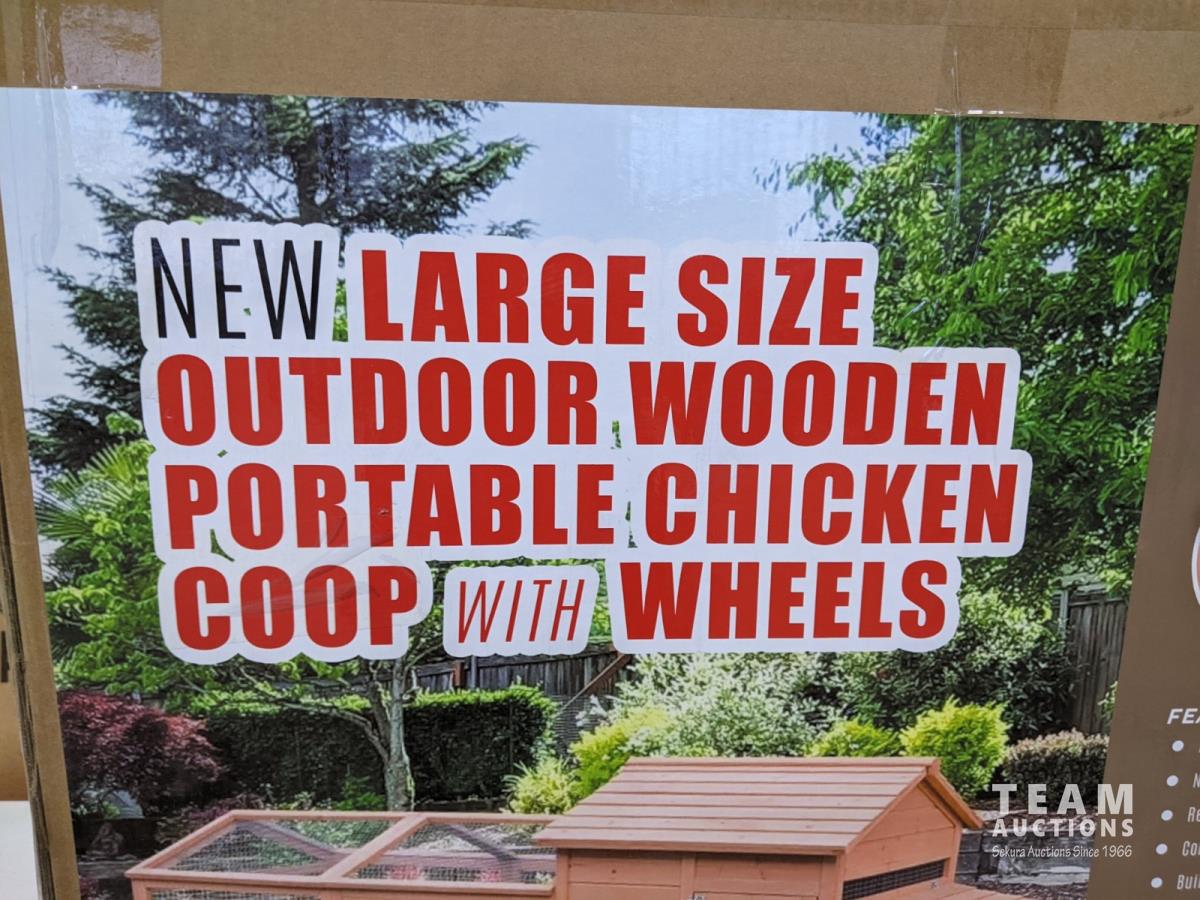 NEW LARGE SIZE
OUTDOOR WOODEN
PORTABLE CHICKEN
COOP WITH WHEELS
TEAM
AUCTIONS
Sekura Auctions Since 1966